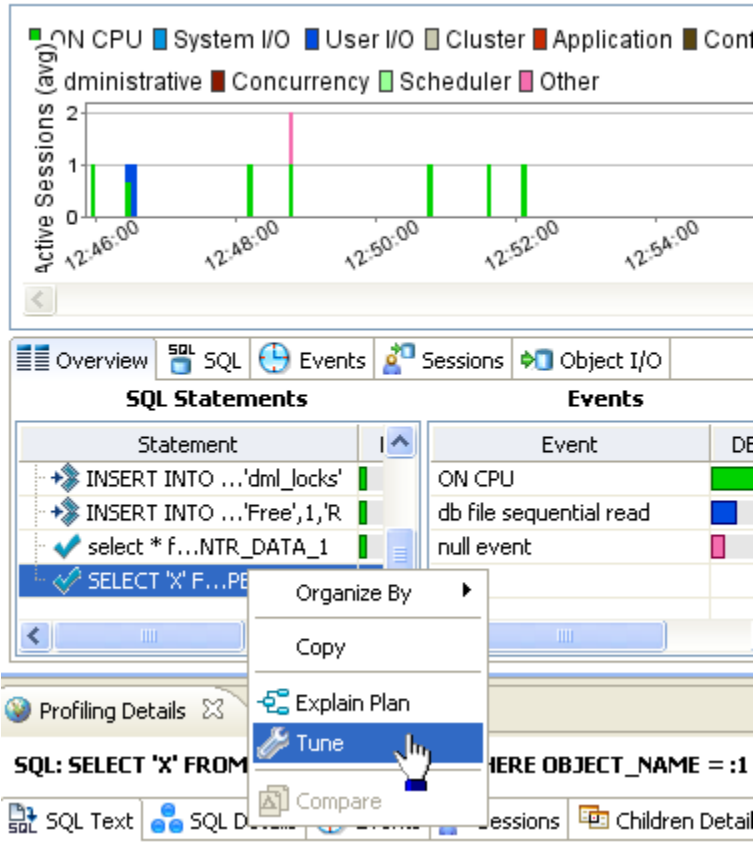 ON CPU System I/O User I/O Cluster Application Conf
dministrative Concurrency Scheduler Other
Active Sessions (avg)
2
1
0
12:46:00 12:48:00 12:50:00 12:52:00 12:54:00
Overview SQL Events Sessions Object I/O
SQL Statements Events
Statement Event DB
INSERT INTO ...'dml_locks' ON CPU
INSERT INTO ...'Free',1,'R db file sequential read
select * f...NTR_DATA_1 null event
SELECT 'X' F...PE
Organize By
Copy
Explain Plan
Tune
Compare
Profiling Details
SQL: SELECT 'X' FROM HERE OBJECT_NAME = :1
SQL Text SQL Details Events Sessions Children Detail